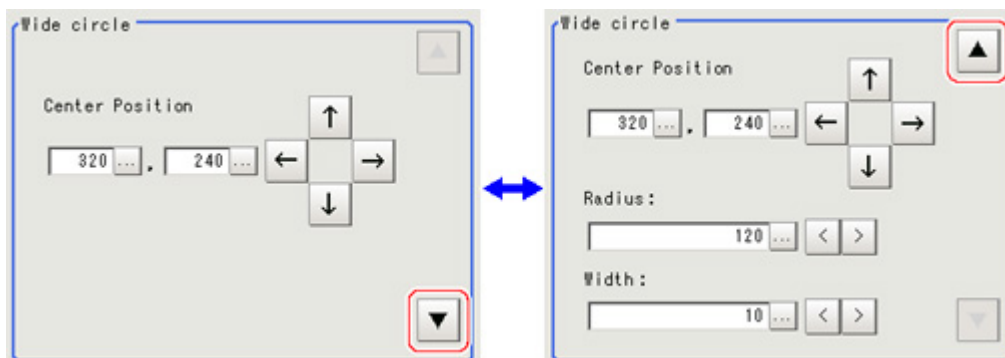 Wide circle
▲
Center Position
↑
320 ... , 240 ... ← →
↓
▼
Wide circle
▲
Center Position
↑
320 ... , 240 ... ← →
↓
Radius:
120 ... < >
Width:
10 ... < >
▼